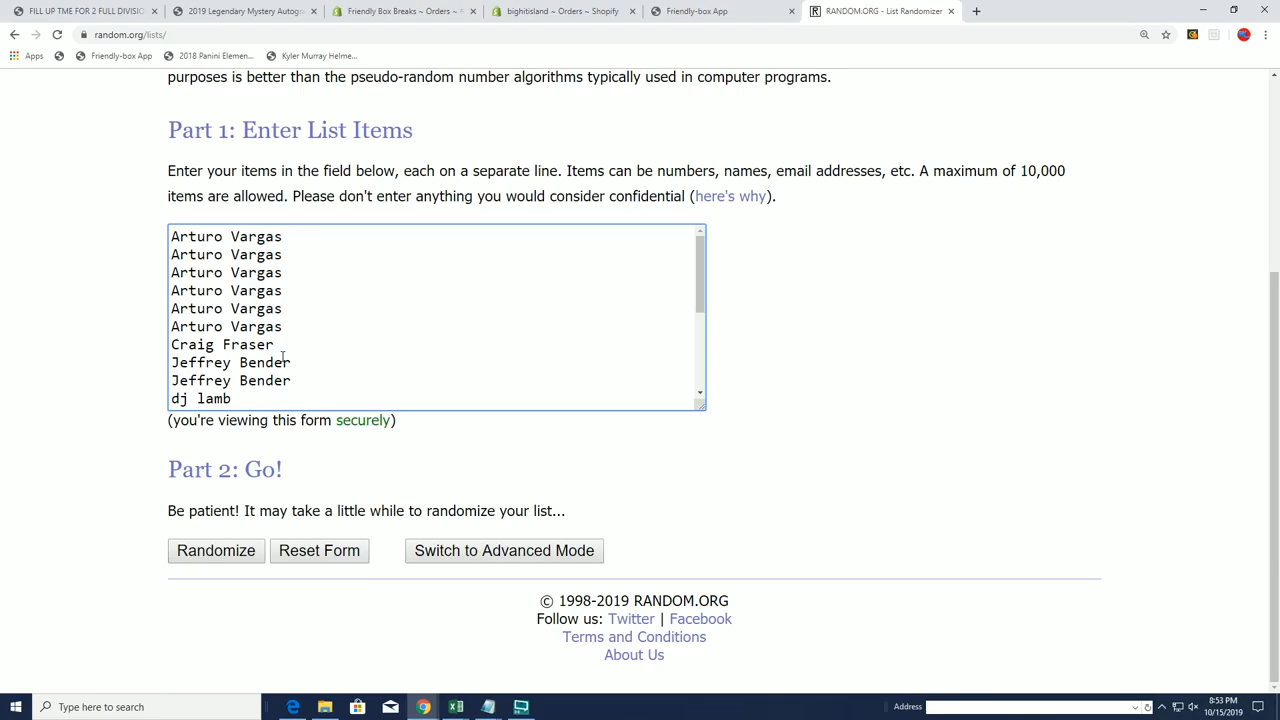 FILL UP TME FOR 2 FULL DIVISIO
2019 Legendary Mystery Autogra
Friendly Box Breaks ~ Orders ~
bighitisland ~ Orders ~ Shopify
Friendly-box App
RANDOM.ORG - List Randomizer
random.org/lists/
Apps
Friendly-box App
2018 Panini Elemen...
Kyler Murray Helme...
purposes is better than the pseudo-random number algorithms typically used in computer programs.
Part 1: Enter List Items
Enter your items in the field below, each on a separate line. Items can be numbers, names, email addresses, etc. A maximum of 10,000
items are allowed. Please don't enter anything you would consider confidential (here's why).
Arturo Vargas
Arturo Vargas
Arturo Vargas
Arturo Vargas
Arturo Vargas
Arturo Vargas
Craig Fraser
Jeffrey Bender
Jeffrey Bender
dj lamb
(you're viewing this form securely)
Part 2: Go!
Be patient! It may take a little while to randomize your list...
Randomize Reset Form Switch to Advanced Mode
© 1998-2019 RANDOM.ORG
Follow us: Twitter | Facebook
Terms and Conditions
About Us
Type here to search
Address
8:53 PM
10/15/2019